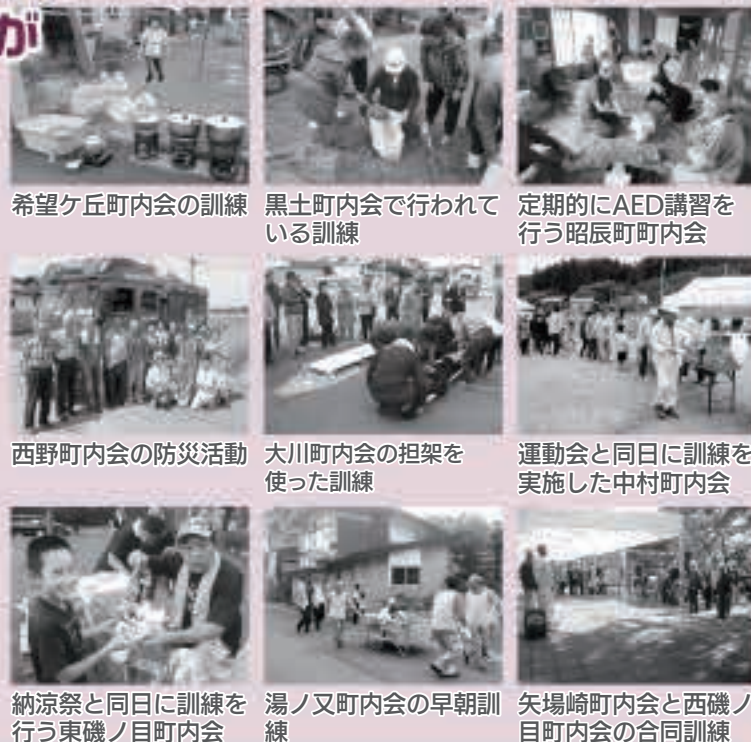 が
希望ケ丘町内会の訓練
黒土町内会で行われて
いる訓練
定期的にAED講習を
行う昭辰町町内会
西野町内会の防災活動
大川町内会の担架を
使った訓練
運動会と同日に訓練を
実施した中村町内会
納涼祭と同日に訓練を
行う東磯ノ目町内会
湯ノ又町内会の早朝訓
練
矢場崎町内会と西磯ノ
目町内会の合同訓練